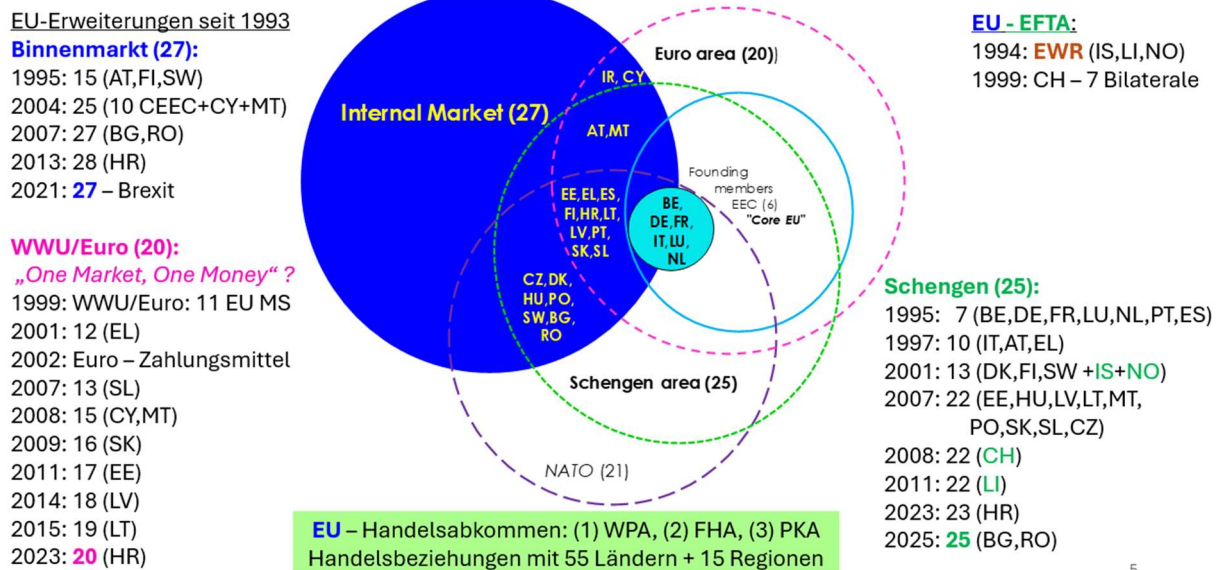 EU-Erweiterungen seit 1993
Binnenmarkt (27):
1995: 15 (AT,FI,SW)
2004: 25 (10 CEEC+CY+MT)
2007: 27 (BG,RO)
2013: 28 (HR)
2021: 27 – Brexit
WWU/Euro (20):
„One Market, One Money“ ?
1999: WWU/Euro: 11 EU MS
2001: 12 (EL)
2002: Euro – Zahlungsmittel
2007: 13 (SL)
2008: 15 (CY,MT)
2009: 16 (SK)
2011: 17 (EE)
2014: 18 (LV)
2015: 19 (LT)
2023: 20 (HR)
Internal Market (27)
Euro area (20))
IR, CY
AT,MT
EE,EL,ES,
FI,HR,LT,
LV,PT,
SK,SL
CZ,DK,
HU,PO,
SW,BG,
RO
Founding
members
EEC (6)
"Core EU"
BE,
DE,FR,
IT,LU,
NL
Schengen area (25)
NATO (21)
EU – Handelsabkommen: (1) WPA, (2) FHA, (3) PKA
Handelsbeziehungen mit 55 Ländern + 15 Regionen
EU - EFTA:
1994: EWR (IS,LI,NO)
1999: CH – 7 Bilaterale
Schengen (25):
1995: 7 (BE,DE,FR,LU,NL,PT,ES)
1997: 10 (IT,AT,EL)
2001: 13 (DK,FI,SW +IS+NO)
2007: 22 (EE,HU,LV,LT,MT,
PO,SK,SL,CZ)
2008: 22 (CH)
2011: 22 (LI)
2023: 23 (HR)
2025: 25 (BG,RO)